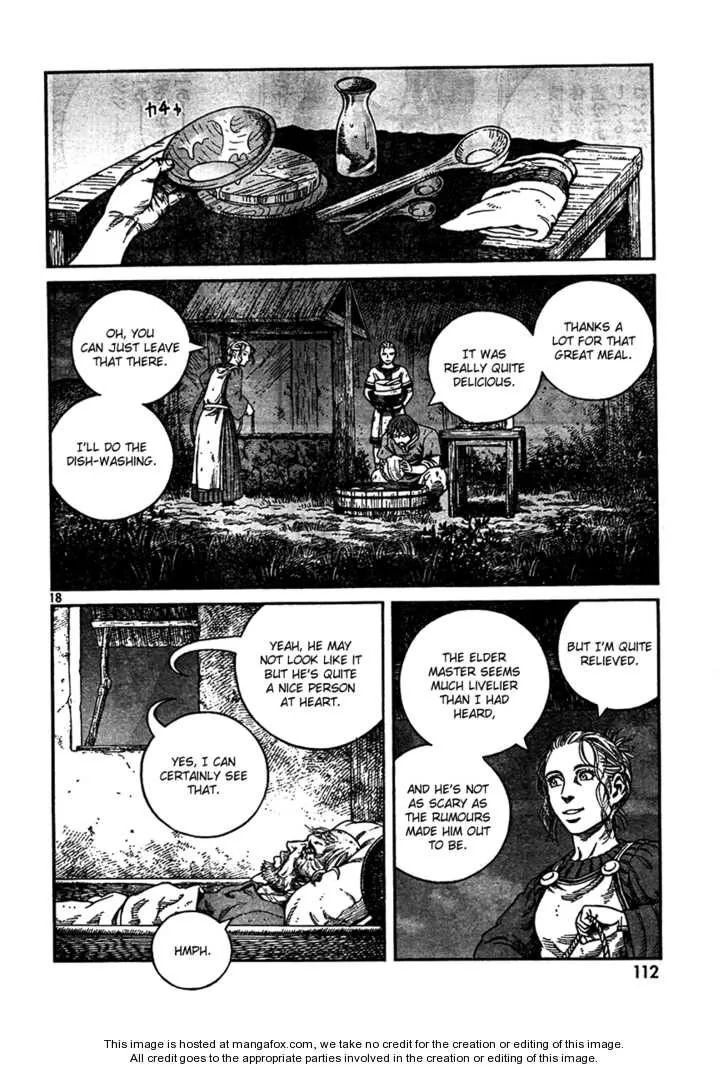 THANKS A
LOT FOR THAT
GREAT MEAL.
IT WAS
REALLY QUITE
DELICIOUS.
OH, YOU
CAN JUST LEAVE
THAT THERE.
I'LL DO THE
DISH-WASHING.
18
BUT I'M QUITE
RELIEVED.
THE ELDER
MASTER SEEMS
MUCH LIVELIER
THAN I HAD
HEARD,
AND HE'S NOT
AS SCARY AS
THE RUMOURS
MADE HIM OUT
TO BE.
YEAH, HE MAY
NOT LOOK LIKE IT
BUT HE'S QUITE
A NICE PERSON
AT HEART.
YES, I CAN
CERTAINLY SEE
THAT.
HMPH.
112
This image is hosted at mangafox.com, we take no credit for the creation or editing of this image.
All credit goes to the appropriate parties involved in the creation or editing of this image.